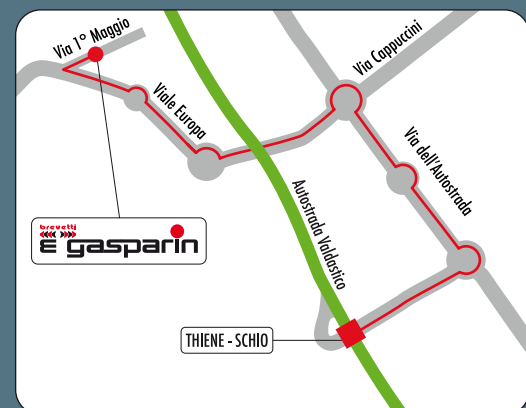 Via 1° Maggio
Via Cappuccini
Viale Europa
Via dell'Autostrada
Autostrada Valdastico
brevetti
E gasparin
THIENE - SCHIO